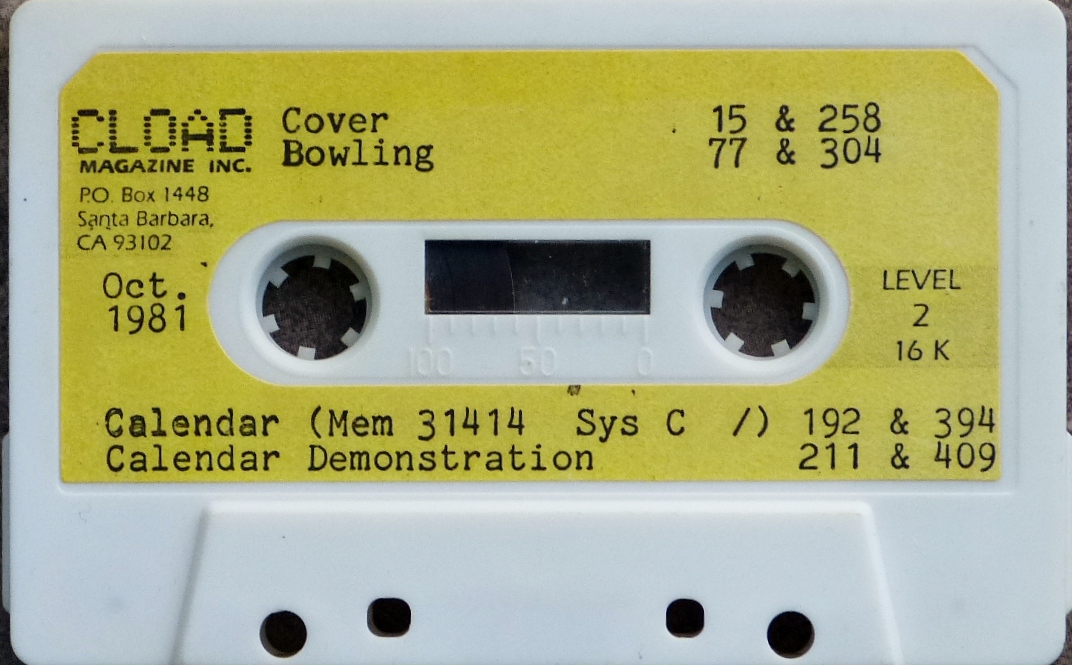 CLOAD
MAGAZINE INC.
P.O. Box 1448
Santa Barbara,
CA 93102
Cover 15 & 258
Bowling 77 & 304
Oct.
1981
LEVEL
2
16 K
100 50 0
Calendar (Mem 31414 Sys C /) 192 & 394
Calendar Demonstration 211 & 409